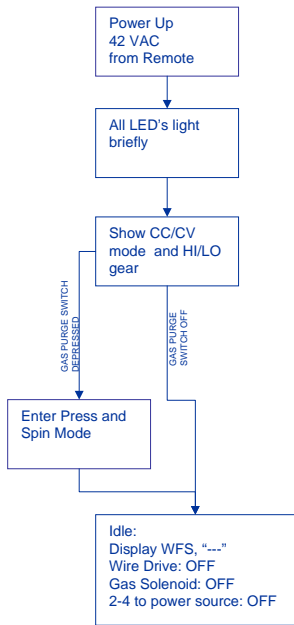 Power Up
42 VAC
from Remote
All LED's light
briefly
Show CC/CV
mode and HI/LO
gear
GAS PURGE SWITCH
DEPRESSED
GAS PURGE
SWITCH OFF
Enter Press and
Spin Mode
Idle:
Display WFS, "---"
Wire Drive: OFF
Gas Solenoid: OFF
2-4 to power source: OFF